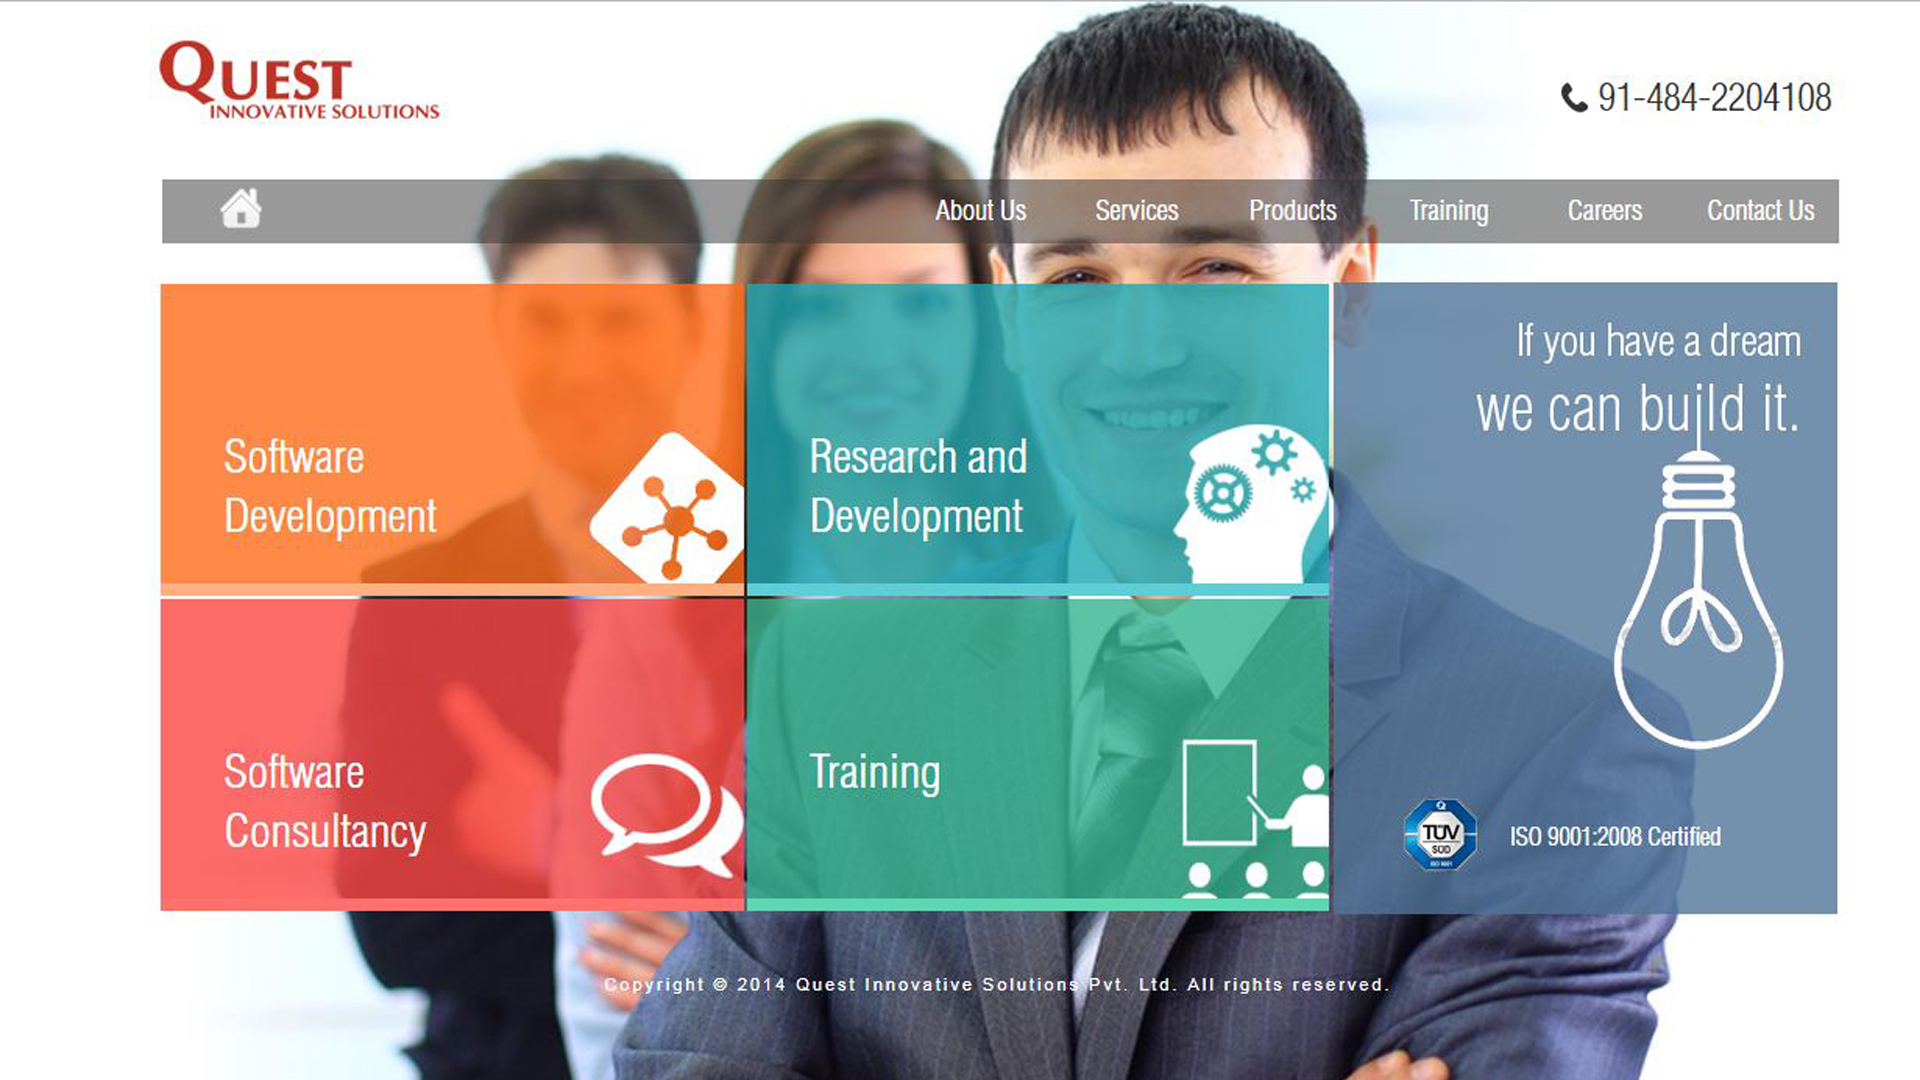 QUEST
INNOVATIVE SOLUTIONS
91-484-2204108
About Us Services Products Training Careers Contact Us
Software
Development
Research and
Development
If you have a dream
we can build it.
Software
Consultancy
Training
TÜV
SÜD
ISO 9001
ISO 9001:2008 Certified
Copyright © 2014 Quest Innovative Solutions Pvt. Ltd. All rights reserved.